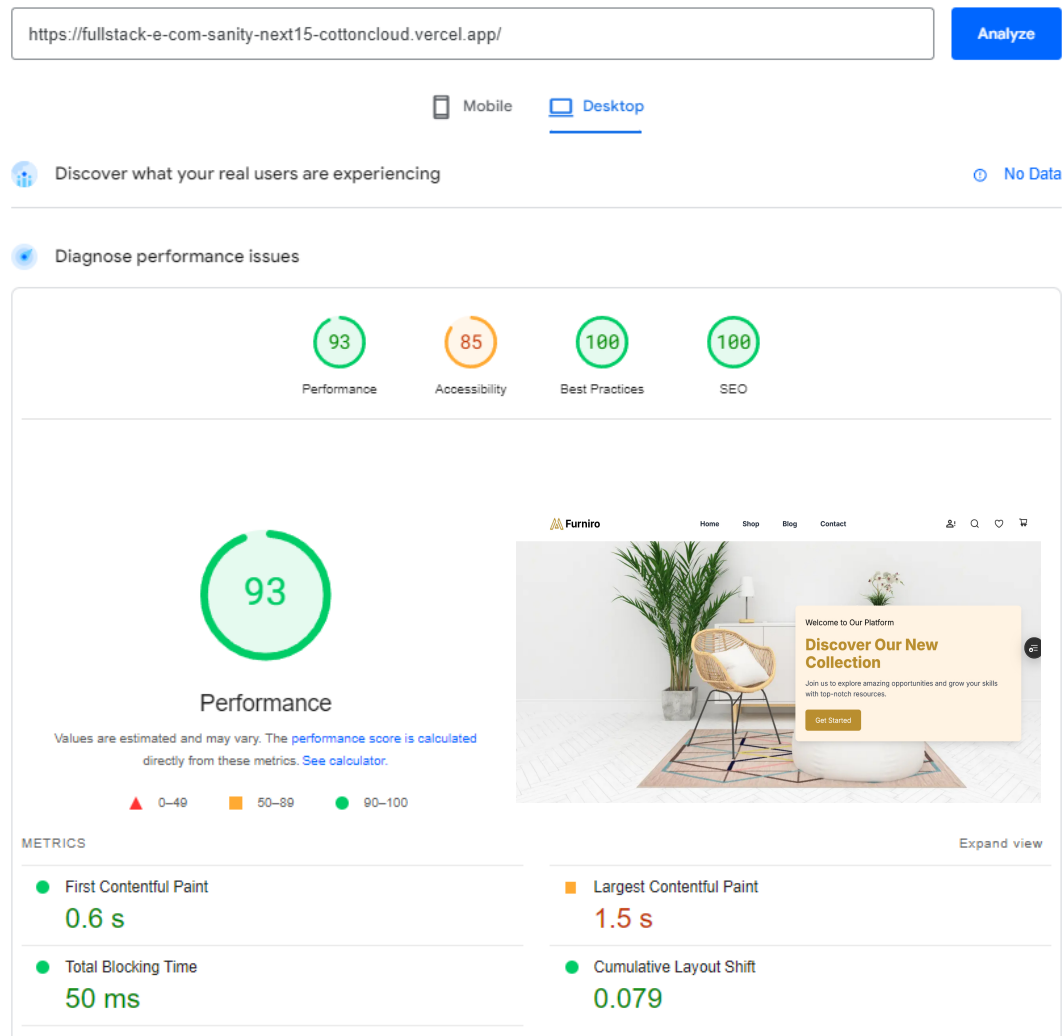 https://fullstack-e-com-sanity-next15-cottoncloud.vercel.app/
Analyze
Mobile
Desktop
Discover what your real users are experiencing
No Data
Diagnose performance issues
93
85
100
100
Performance
Accessibility
Best Practices
SEO
93
Performance
Values are estimated and may vary. The performance score is calculated
directly from these metrics. See calculator.
0–49
50–89
90–100
Furniro
Home
Shop
Blog
Contact
Welcome to Our Platform
Discover Our New
Collection
Join us to explore amazing opportunities and grow your skills
with top-notch resources.
Get Started
METRICS
Expand view
First Contentful Paint
0.6 s
Largest Contentful Paint
1.5 s
Total Blocking Time
50 ms
Cumulative Layout Shift
0.079